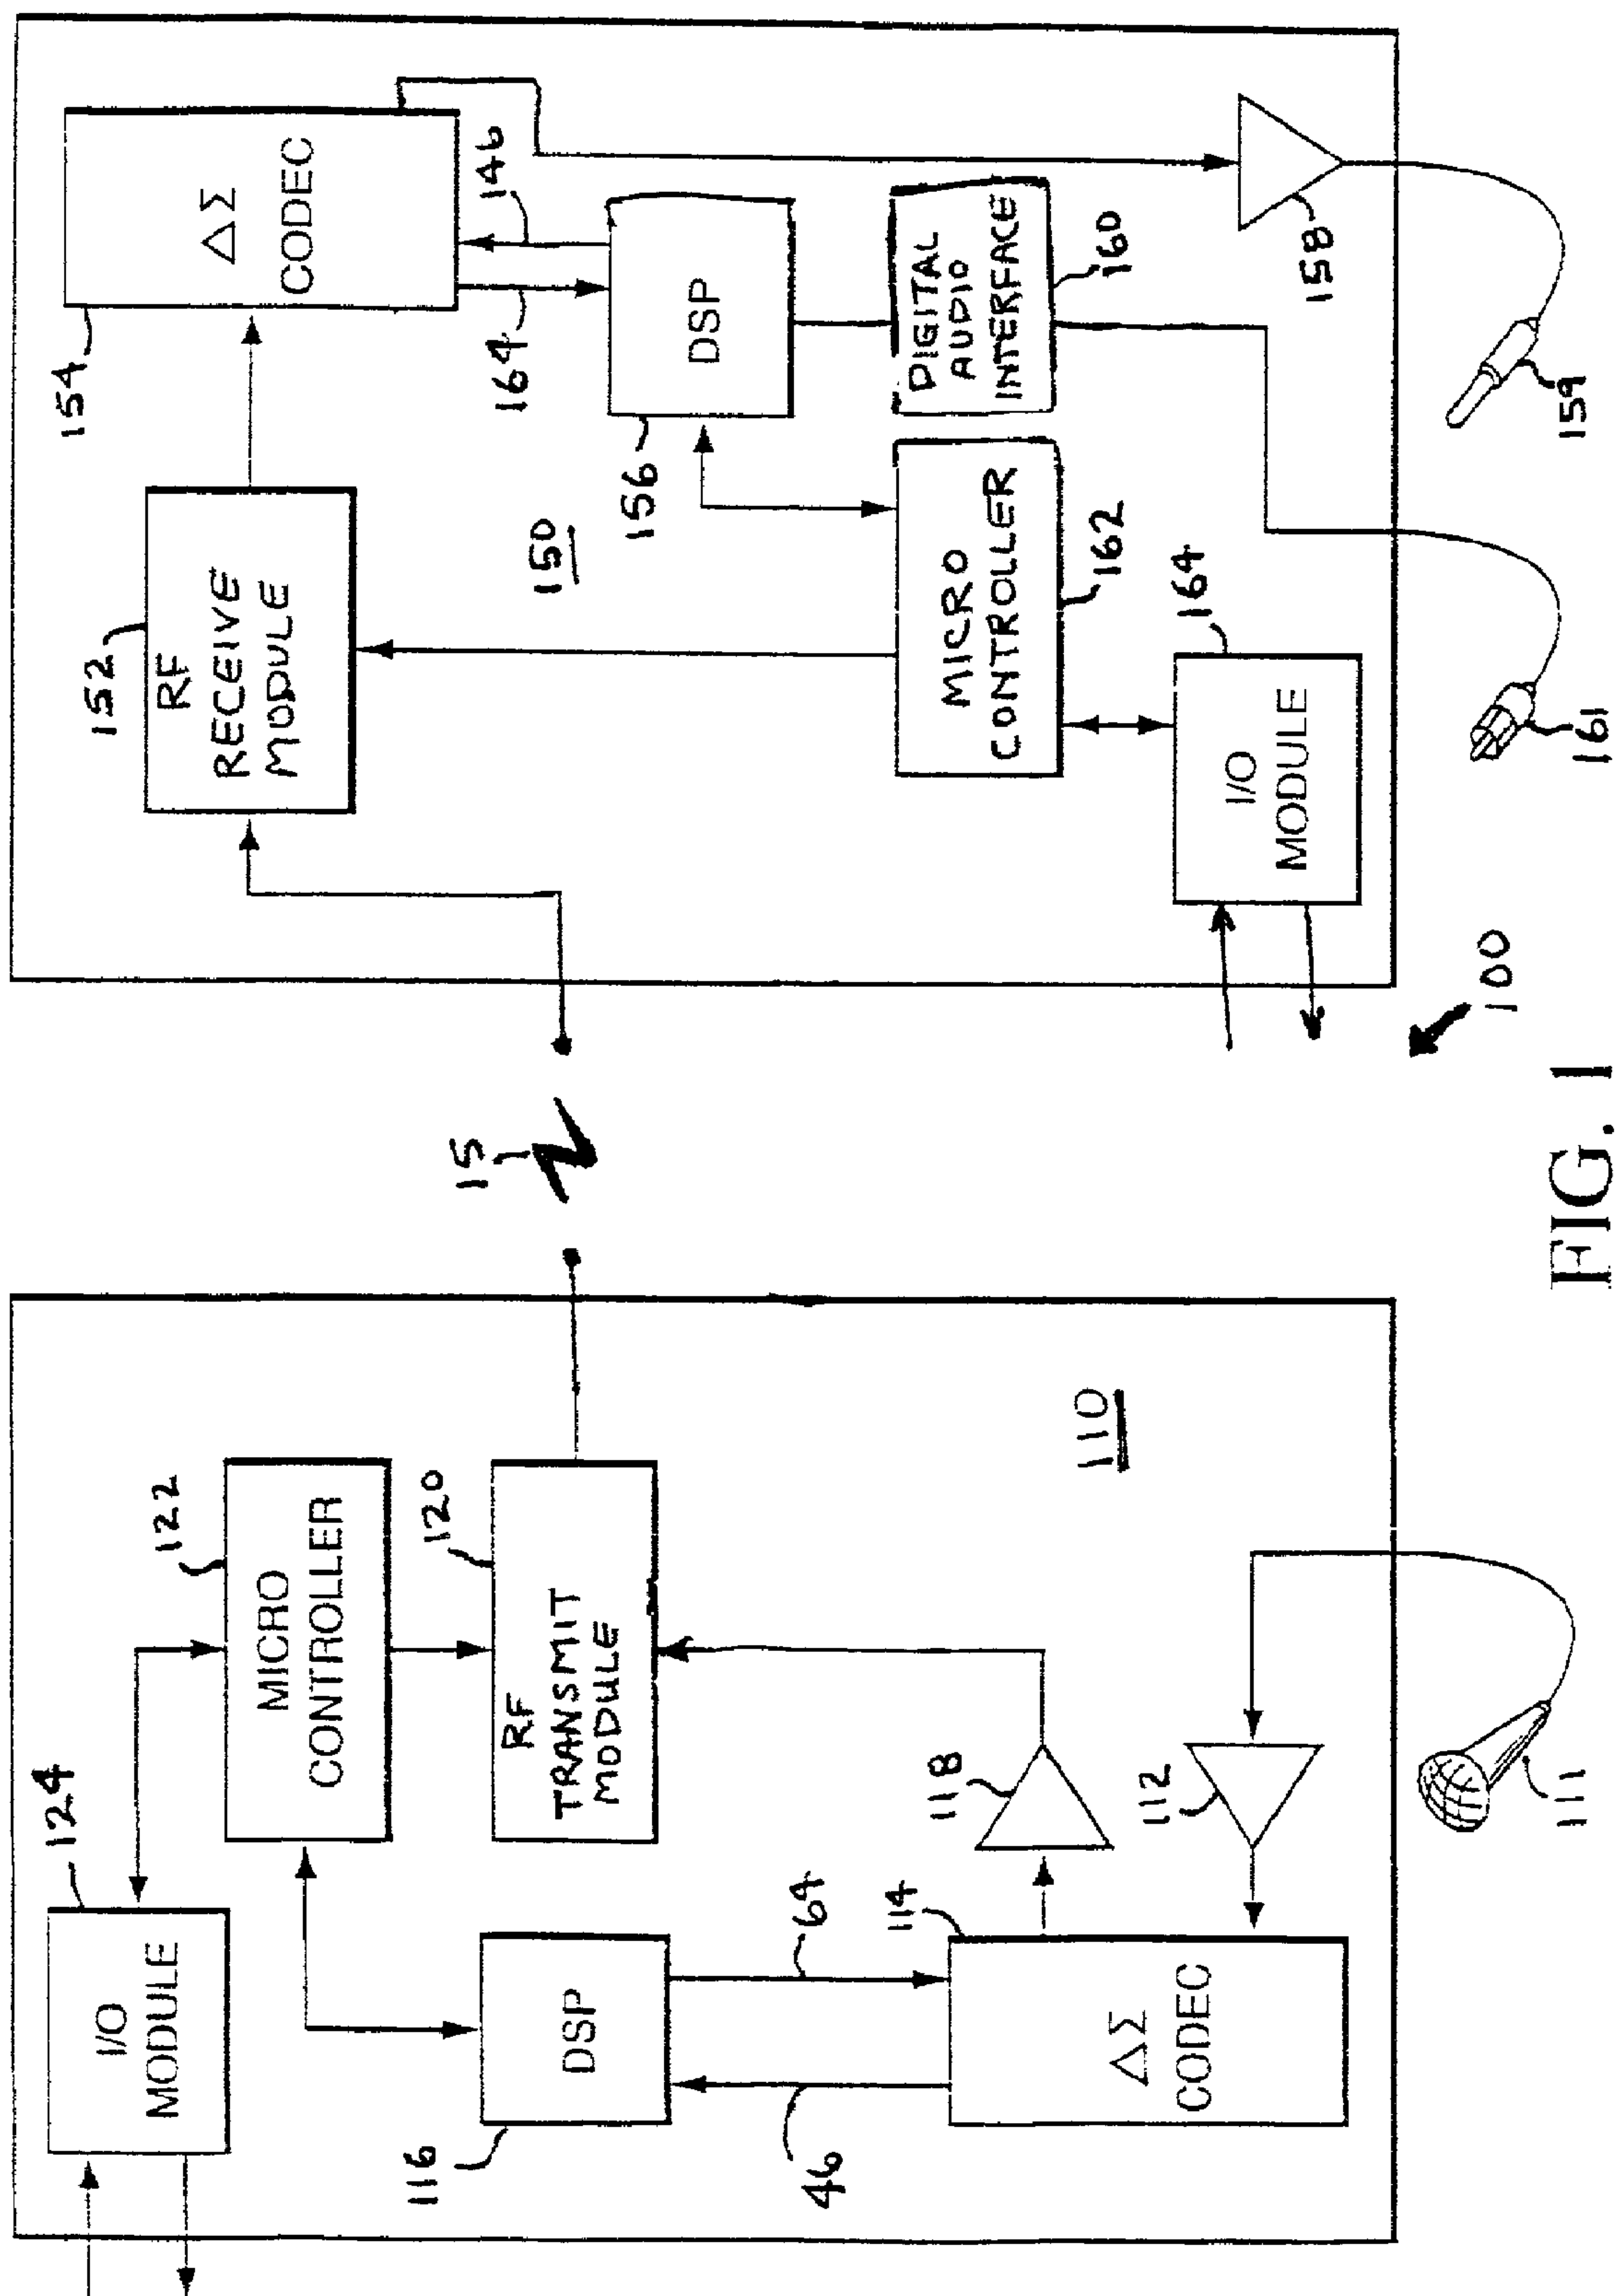 124
I/O
MODULE
122
MICRO
CONTROLLER
120
RF
TRANSMIT
MODULE
116
DSP
46
64
114
ΔΣ
CODEC
118
112
110
111
15
152
RF
RECEIVE
MODULE
154
ΔΣ
CODEC
164
146
150
156
DSP
MICRO
CONTROLLER
162
DIGITAL
AUDIO
INTERFACE
160
164
I/O
MODULE
158
161
159
100
FIG. 1